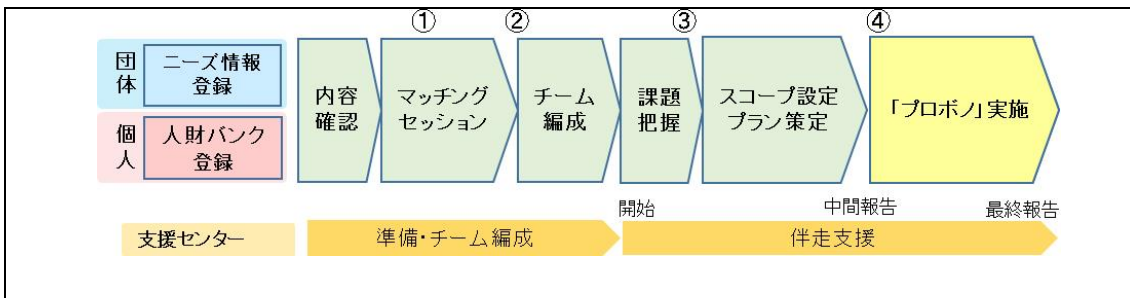 ① ② ③ ④
団体
ニーズ情報
登録
個人
人財バンク
登録
内容
確認
マッチング
セッション
チーム
編成
課題
把握
スコープ設定
プラン策定
「プロボノ」実施
開始
中間報告
最終報告
支援センター
準備・チーム編成
伴走支援